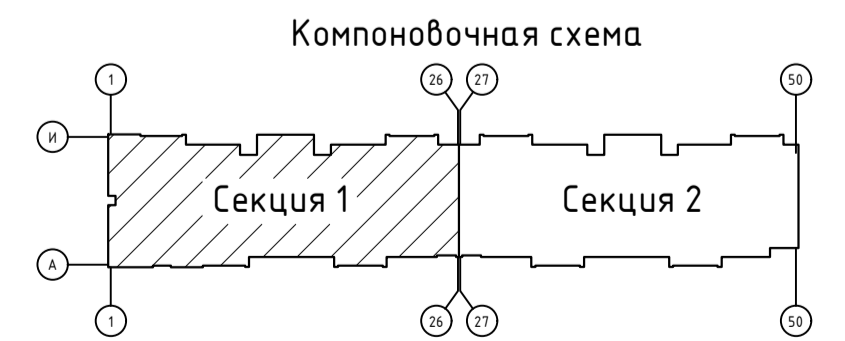 Компоновочная схема
1 26 27 50
И
Секция 1 Секция 2
А
1 26 27 50